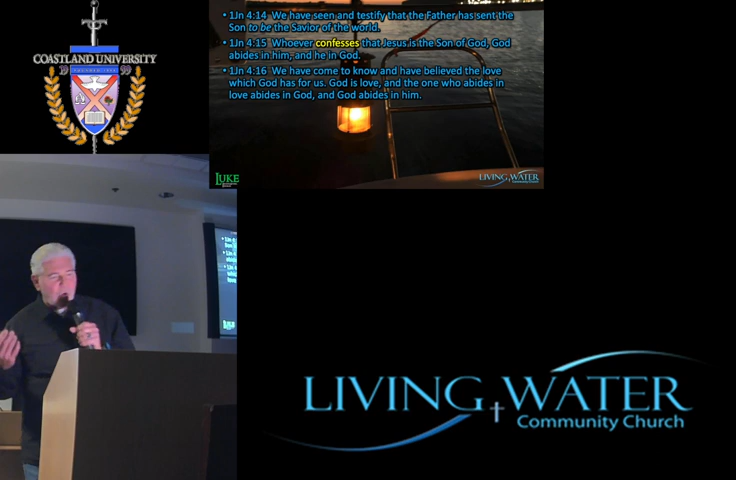 COASTLAND UNIVERSITY
• 1Jn 4:14 We have seen and testify that the Father has sent the
Son to be the Savior of the world.
• 1Jn 4:15 Whoever confesses that Jesus is the Son of God, God
abides in him, and he in God.
• 1Jn 4:16 We have come to know and have believed the love
which God has for us. God is love, and the one who abides in
love abides in God, and God abides in him.
LUKE
LIVING WATER
Community Church
LIVING WATER
Community Church